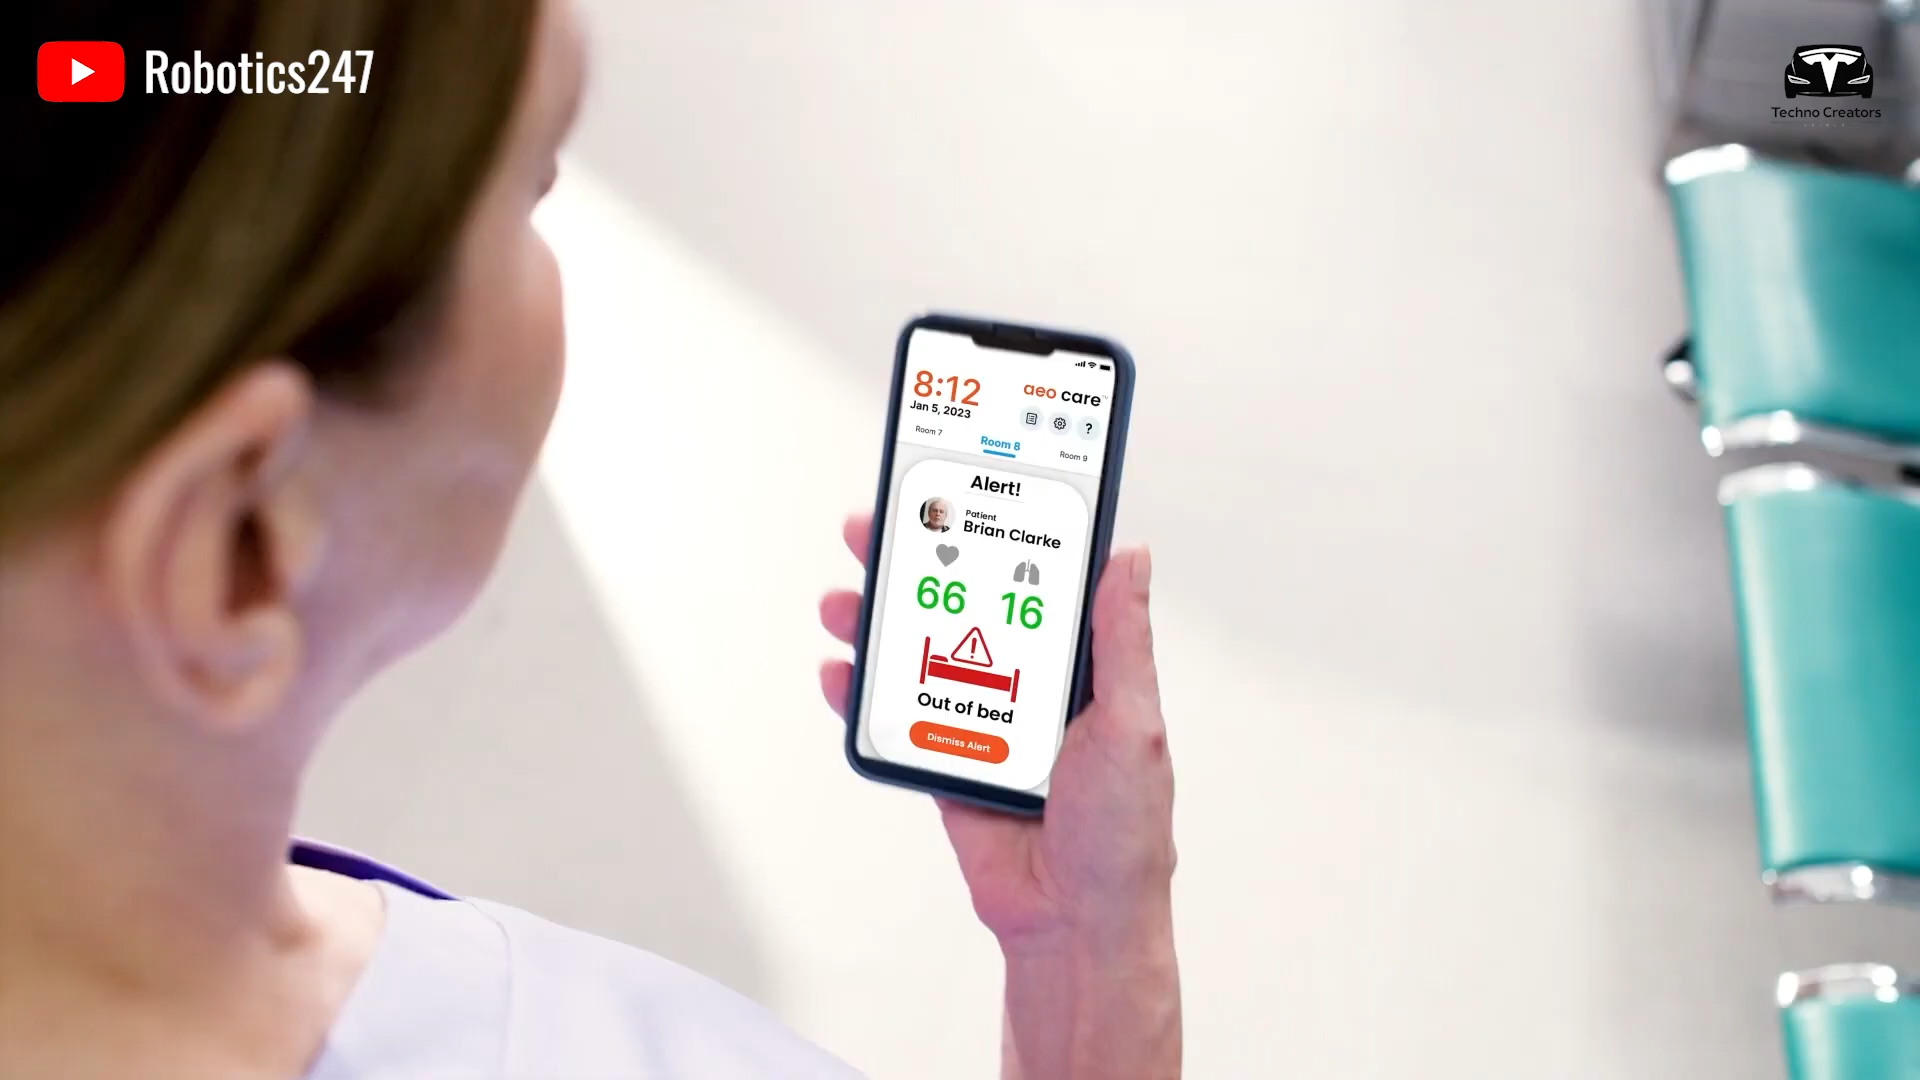 Robotics247
Techno Creators
8:12
Jan 5, 2023
aeo care™
?
Room 7
Room 8
Room 9
Alert!
Patient
Brian Clarke
66
16
!
Out of bed
Dismiss Alert